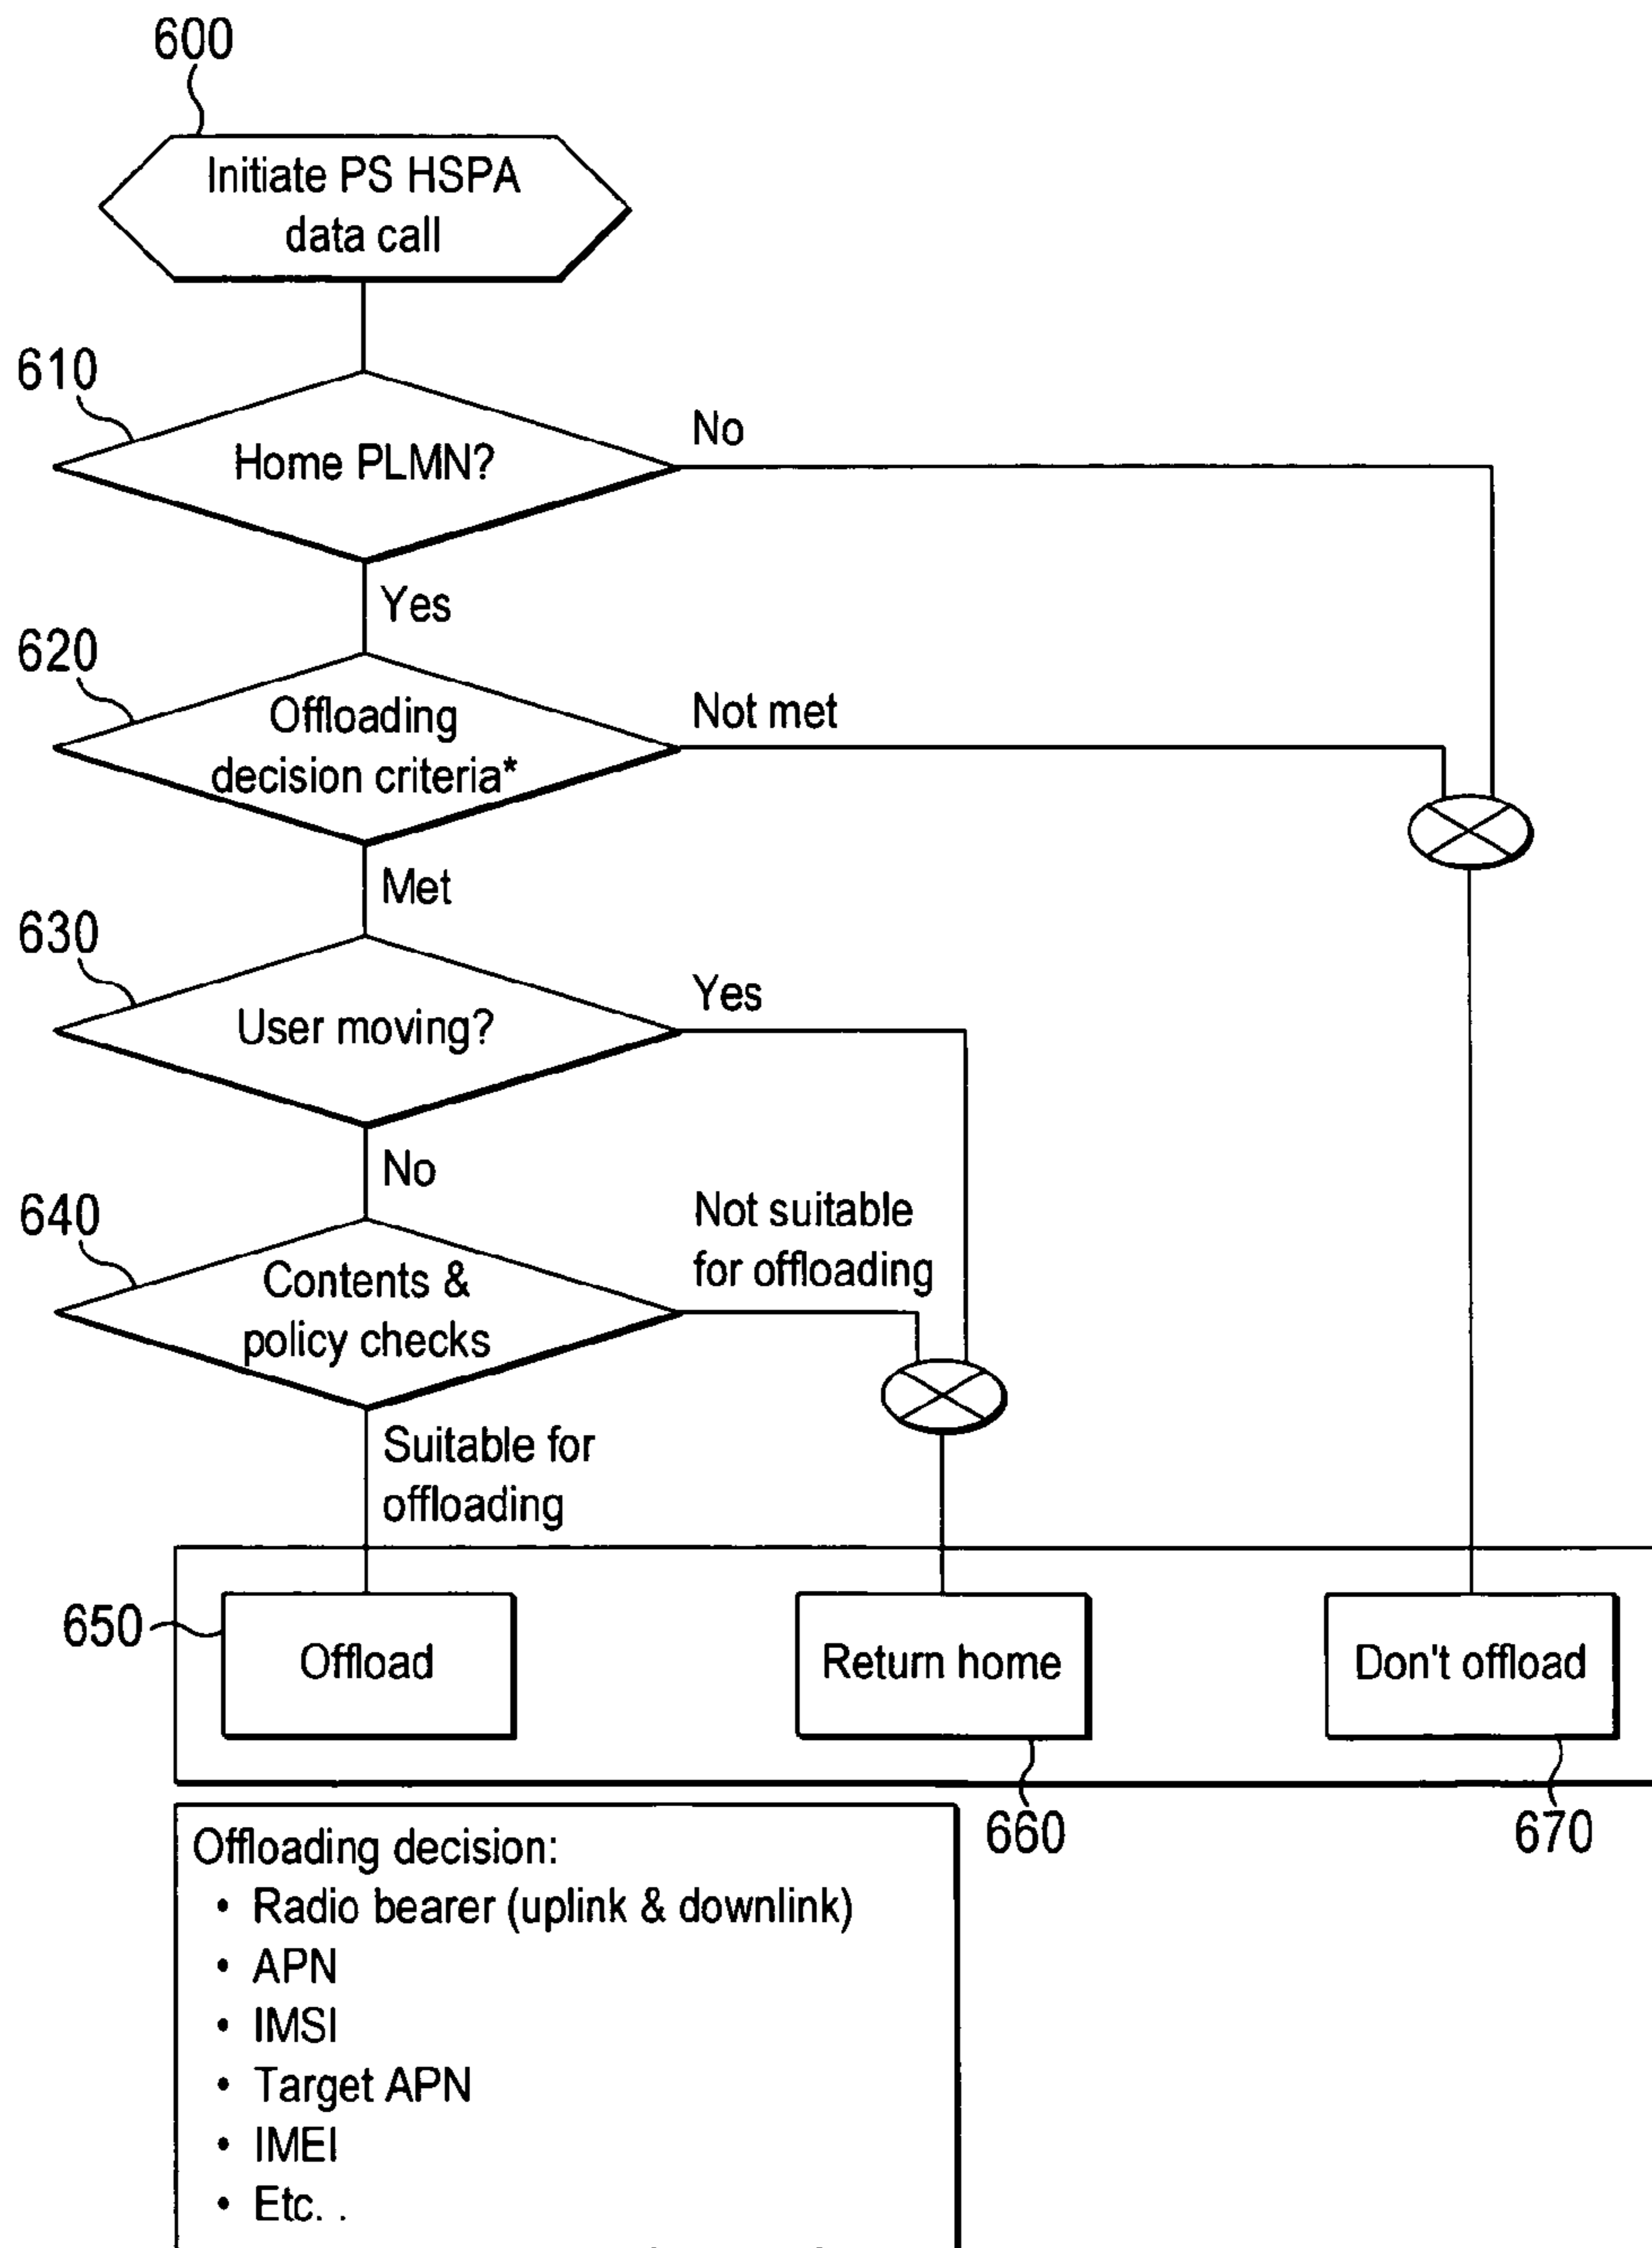 600
Initiate PS HSPA
data call
610
Home PLMN?
No
Yes
620
Offloading
decision criteria*
Not met
Met
630
User moving?
Yes
No
640
Contents &
policy checks
Not suitable
for offloading
Suitable for
offloading
650
Offload
Return home
Don't offload
660
670
Offloading decision:
• Radio bearer (uplink & downlink)
• APN
• IMSI
• Target APN
• IMEI
• Etc. .